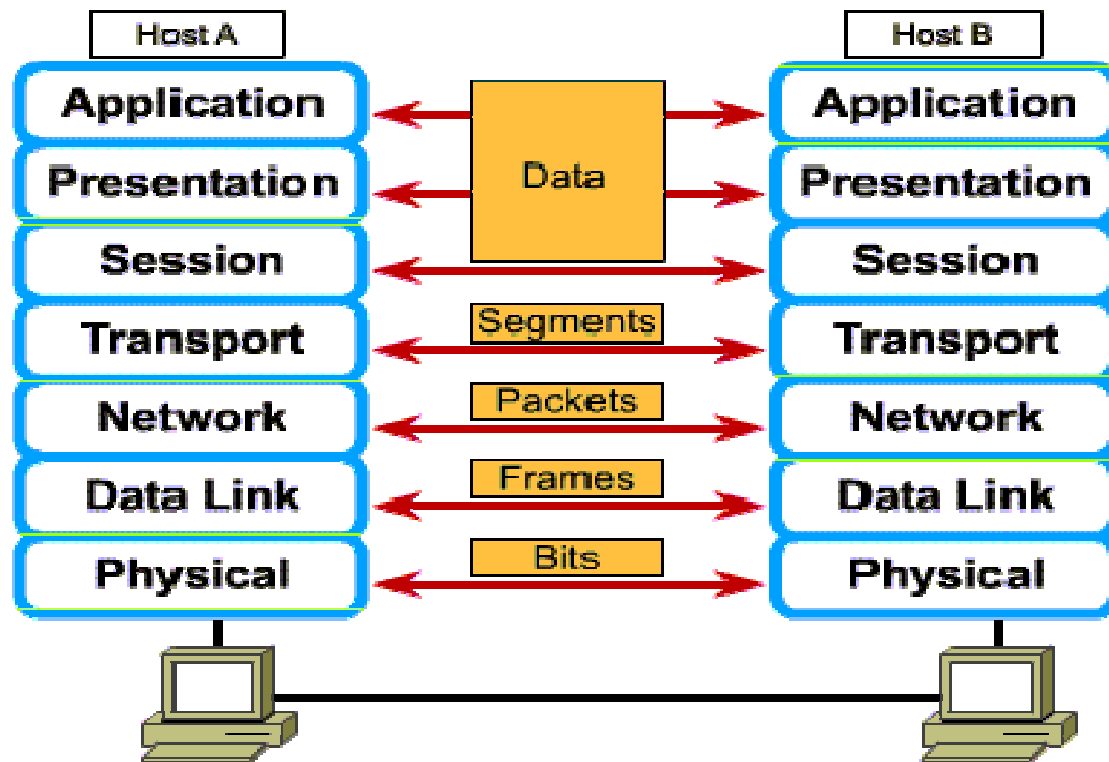 Host A
Host B
Application
Application
Presentation
Data
Presentation
Session
Session
Transport
Segments
Transport
Network
Packets
Network
Data Link
Frames
Data Link
Physical
Bits
Physical